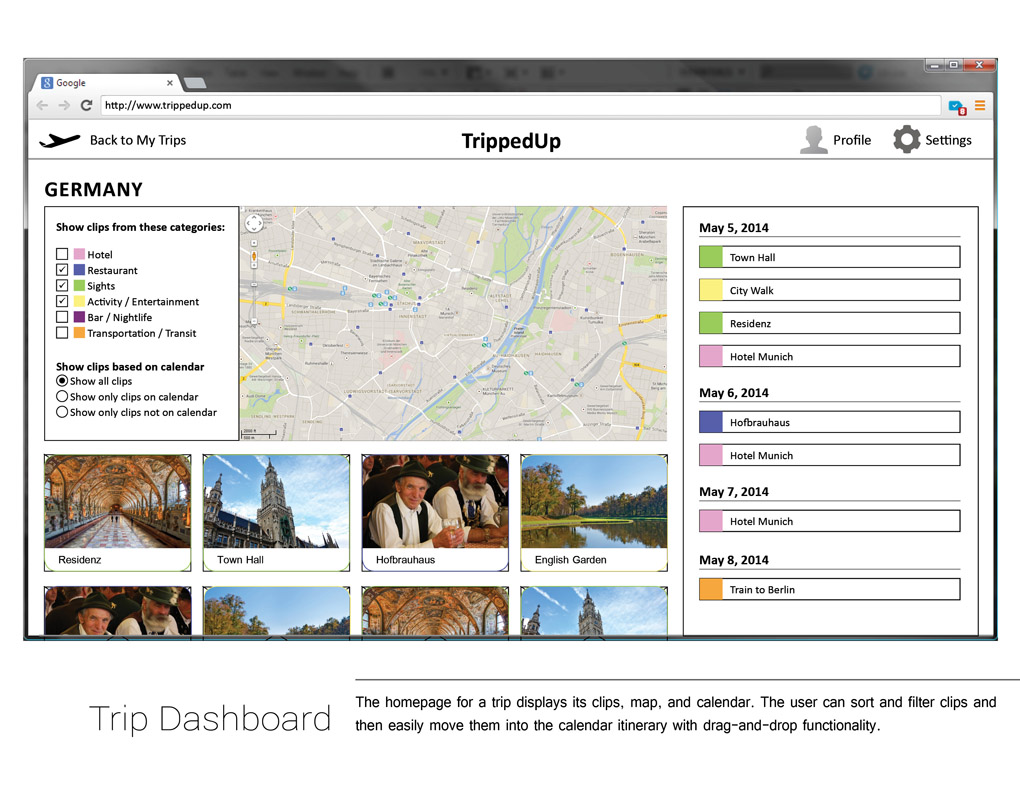 Google
http://www.trippedup.com
Back to My Trips
TrippedUp
Profile
Settings
GERMANY
Show clips from these categories:
Hotel
Restaurant
Sights
Activity / Entertainment
Bar / Nightlife
Transportation / Transit
Show clips based on calendar
Show all clips
Show only clips on calendar
Show only clips not on calendar
Residenz
Town Hall
Hofbrauhaus
English Garden
May 5, 2014
Town Hall
City Walk
Residenz
Hotel Munich
May 6, 2014
Hofbrauhaus
Hotel Munich
May 7, 2014
Hotel Munich
May 8, 2014
Train to Berlin
Trip Dashboard
The homepage for a trip displays its clips, map, and calendar. The user can sort and filter clips and
then easily move them into the calendar itinerary with drag-and-drop functionality.